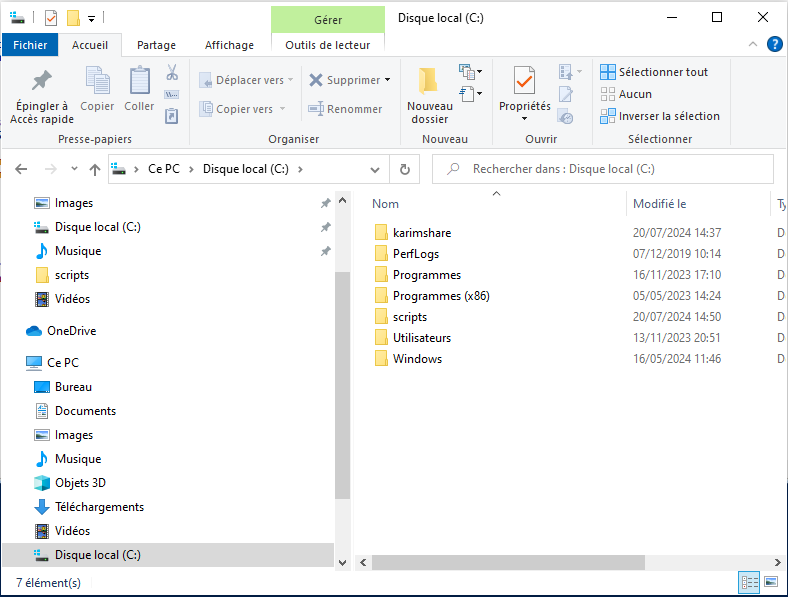 Gérer
Disque local (C:)
Fichier
Accueil
Partage
Affichage
Outils de lecteur
Épingler à
Accès rapide
Copier
Coller
Déplacer vers
Copier vers
Supprimer
Renommer
Nouveau
dossier
Propriétés
Sélectionner tout
Aucun
Inverser la sélection
Presse-papiers
Organiser
Nouveau
Ouvrir
Sélectionner
Ce PC
Disque local (C:)
Rechercher dans : Disque local (C:)
Images
Disque local (C:)
Musique
scripts
Vidéos
OneDrive
Ce PC
Bureau
Documents
Images
Musique
Objets 3D
Téléchargements
Vidéos
Disque local (C:)
Nom Modifié le Ty
karimshare 20/07/2024 14:37 D
PerfLogs 07/12/2019 10:14 D
Programmes 16/11/2023 17:10 D
Programmes (x86) 05/05/2023 14:24 D
scripts 20/07/2024 14:50 D
Utilisateurs 13/11/2023 20:51 D
Windows 16/05/2024 11:46 D
7 élément(s)